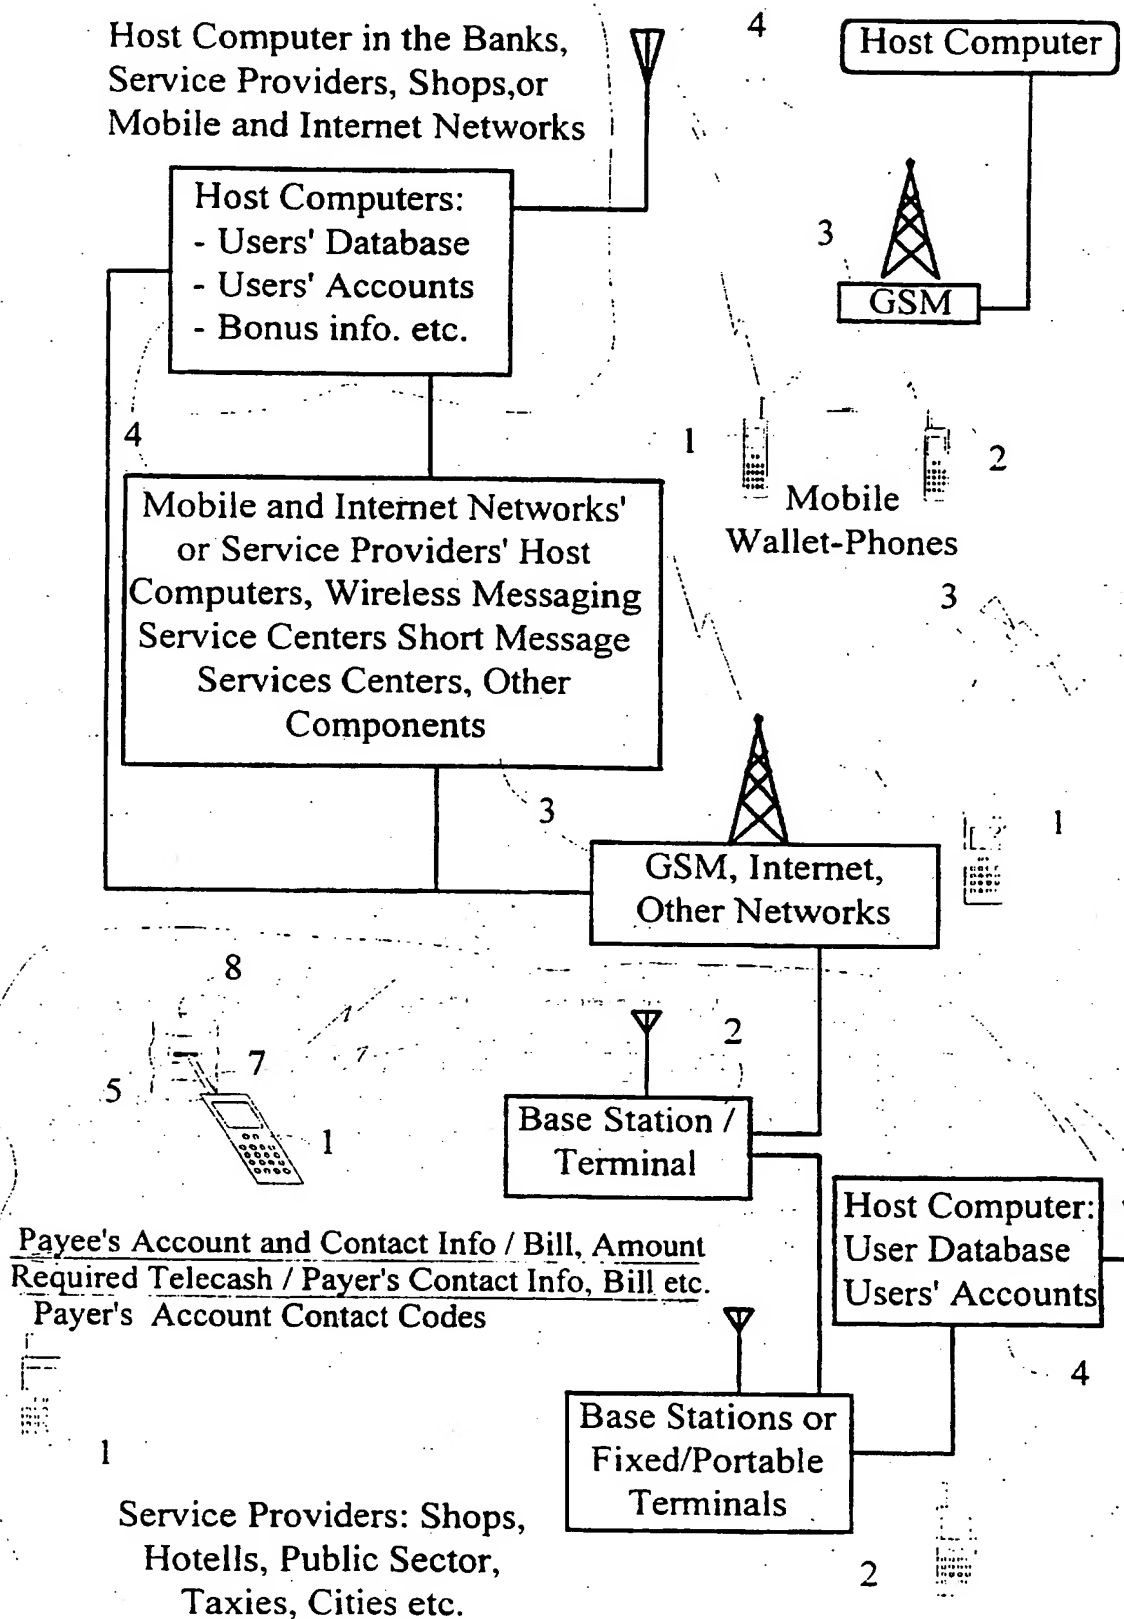 Host Computer in the Banks,
Service Providers, Shops,or
Mobile and Internet Networks
4
Host Computer
Host Computers:
- Users' Database
- Users' Accounts
- Bonus info. etc.
3
GSM
4
1
2
Mobile
Wallet-Phones
Mobile and Internet Networks'
or Service Providers' Host
Computers, Wireless Messaging
Service Centers Short Message
Services Centers, Other
Components
3
3
1
GSM, Internet,
Other Networks
8
7
5
1
2
Base Station /
Terminal
Host Computer:
User Database
Users' Accounts
Payee's Account and Contact Info / Bill, Amount
Required Telecash / Payer's Contact Info, Bill etc.
Payer's Account Contact Codes
4
1
Base Stations or
Fixed/Portable
Terminals
Service Providers: Shops,
Hotells, Public Sector,
Taxies, Cities etc.
2